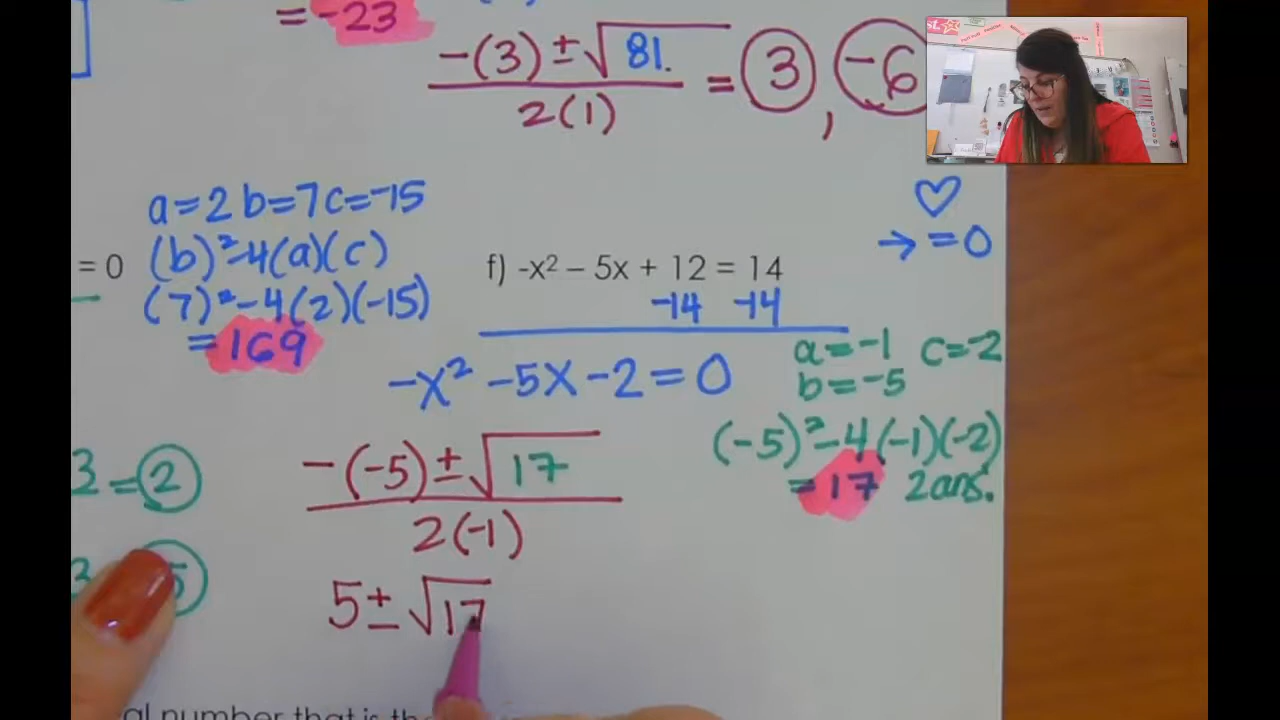 = -23
-(3) ± √81.
2(1)
= 3, -6
a=2 b=7 c=-15
= 0 (b)²-4(a)(c)
(7)²-4(2)(-15)
= 169
f) -x² – 5x + 12 = 14
-14 -14
-x² -5x -2 = 0
♡
→ = 0
a=-1 c=-2
b=-5
(-5)²-4(-1)(-2)
= 17 2ans.
3 = 2
-(-5) ± √17
2(-1)
5 ± √17